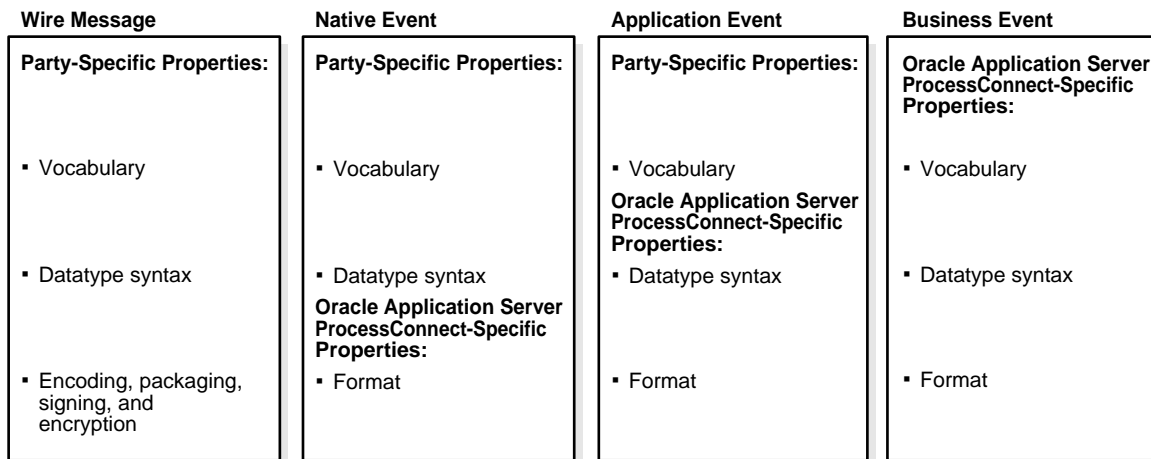 Wire Message
Party-Specific Properties:
▪ Vocabulary
▪ Datatype syntax
▪ Encoding, packaging,
signing, and
encryption
Native Event
Party-Specific Properties:
▪ Vocabulary
▪ Datatype syntax
Oracle Application Server
ProcessConnect-Specific
Properties:
▪ Format
Application Event
Party-Specific Properties:
▪ Vocabulary
Oracle Application Server
ProcessConnect-Specific
Properties:
▪ Datatype syntax
▪ Format
Business Event
Oracle Application Server
ProcessConnect-Specific
Properties:
▪ Vocabulary
▪ Datatype syntax
▪ Format